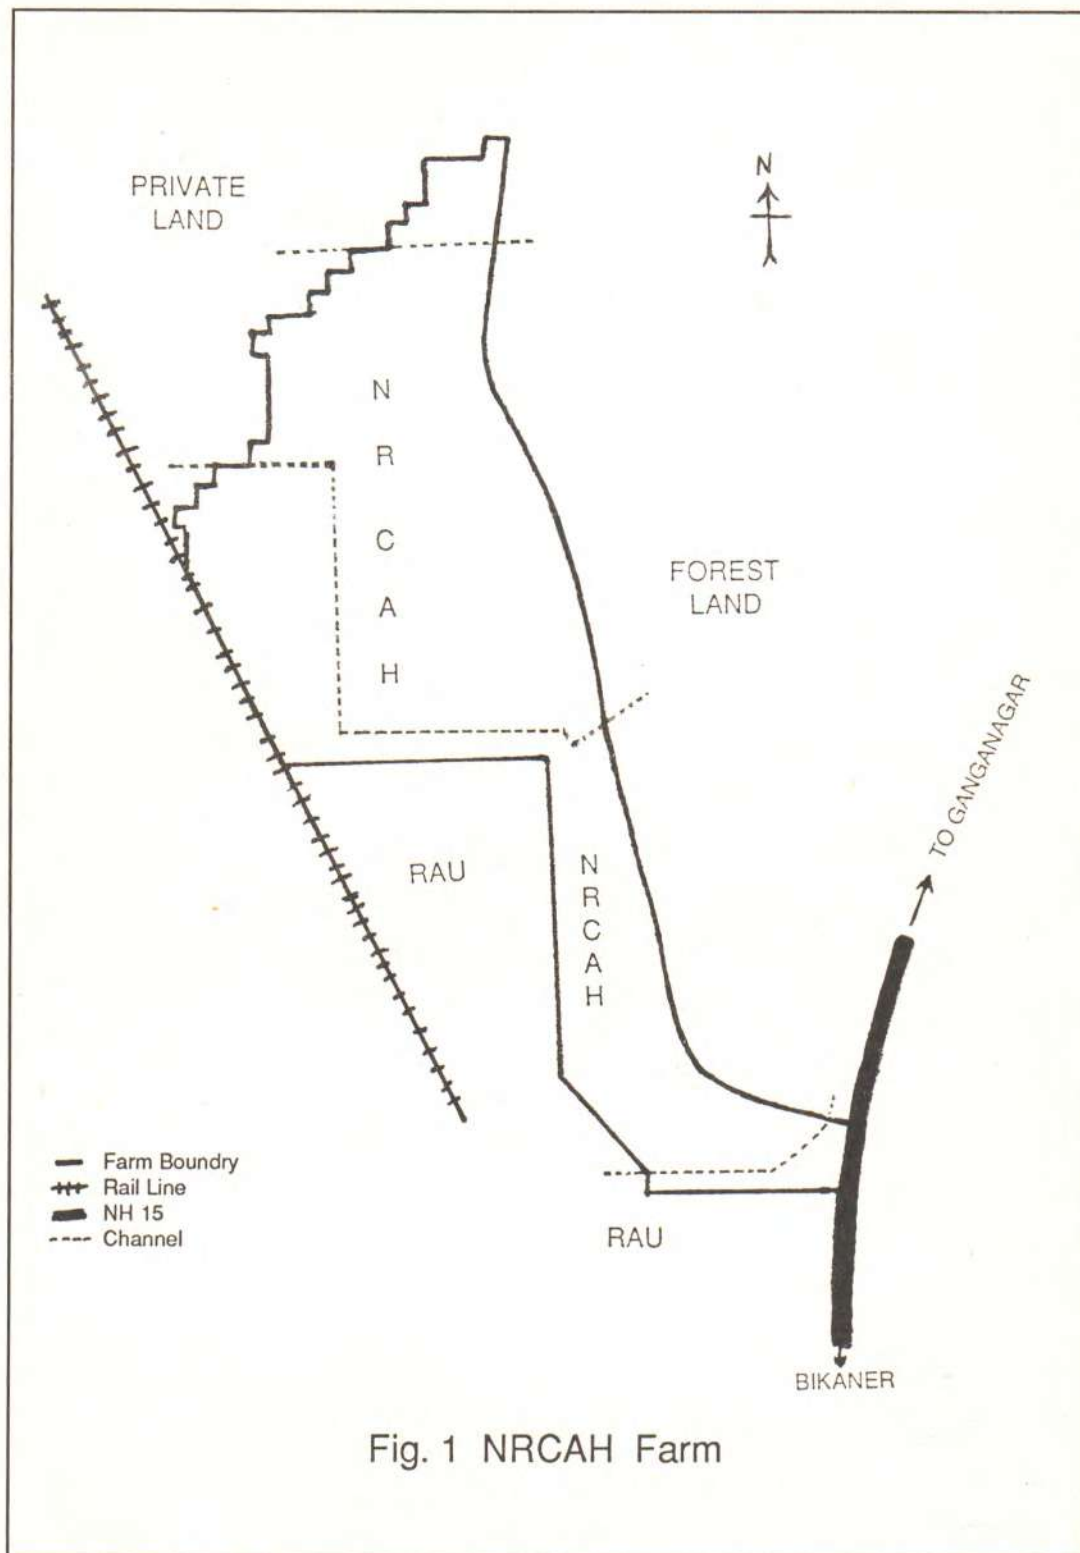 PRIVATE
LAND
N
N
R
C
A
H
FOREST
LAND
TO GANGANAGAR
RAU
N
R
C
A
H
Farm Boundry
Rail Line
NH 15
Channel
RAU
BIKANER
Fig. 1 NRCAH Farm